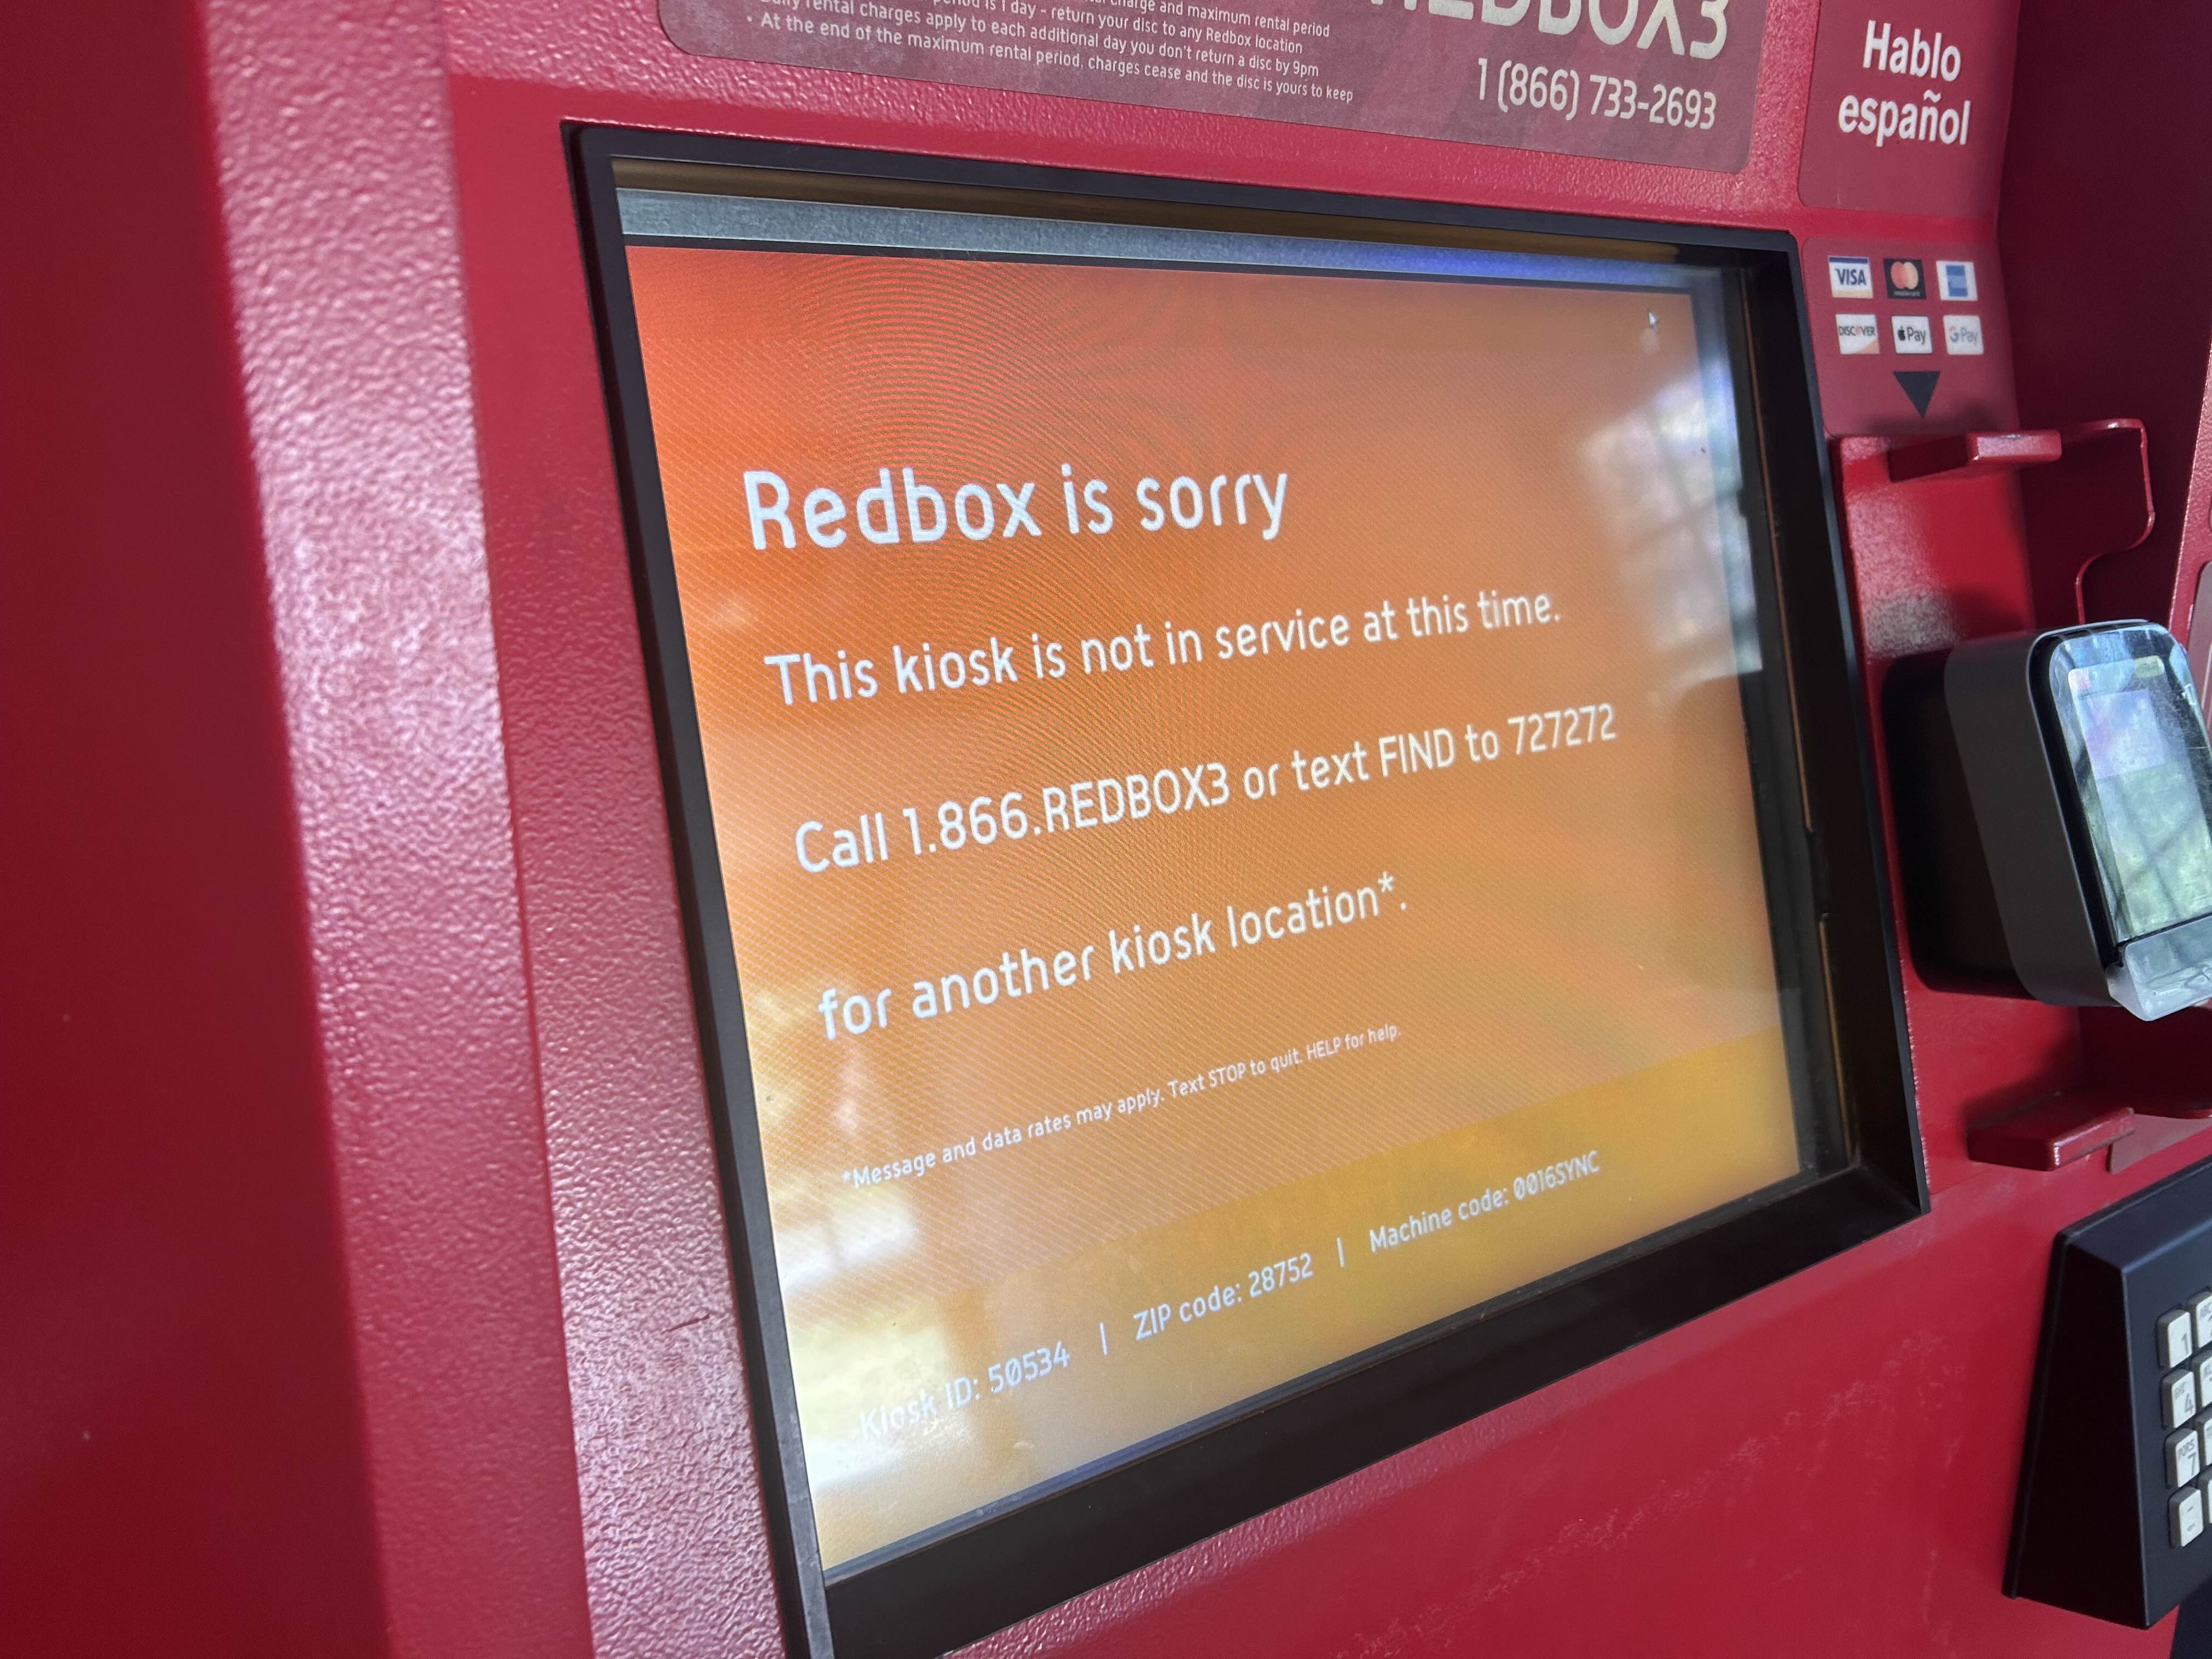 charge and maximum rental period
period is 1 day - return your disc to any Redbox location
rental charges apply to each additional day you don't return a disc by 9pm
• At the end of the maximum rental period, charges cease and the disc is yours to keep
REDBOX3
1 (866) 733-2693
Hablo
español
VISA
DISCOVER
Pay
G Pay
Redbox is sorry
This kiosk is not in service at this time.
Call 1.866.REDBOX3 or text FIND to 727272
for another kiosk location*.
*Message and data rates may apply. Text STOP to quit. HELP for help.
Kiosk ID: 50534 | ZIP code: 28752 | Machine code: 0016SYNC
1
4
7